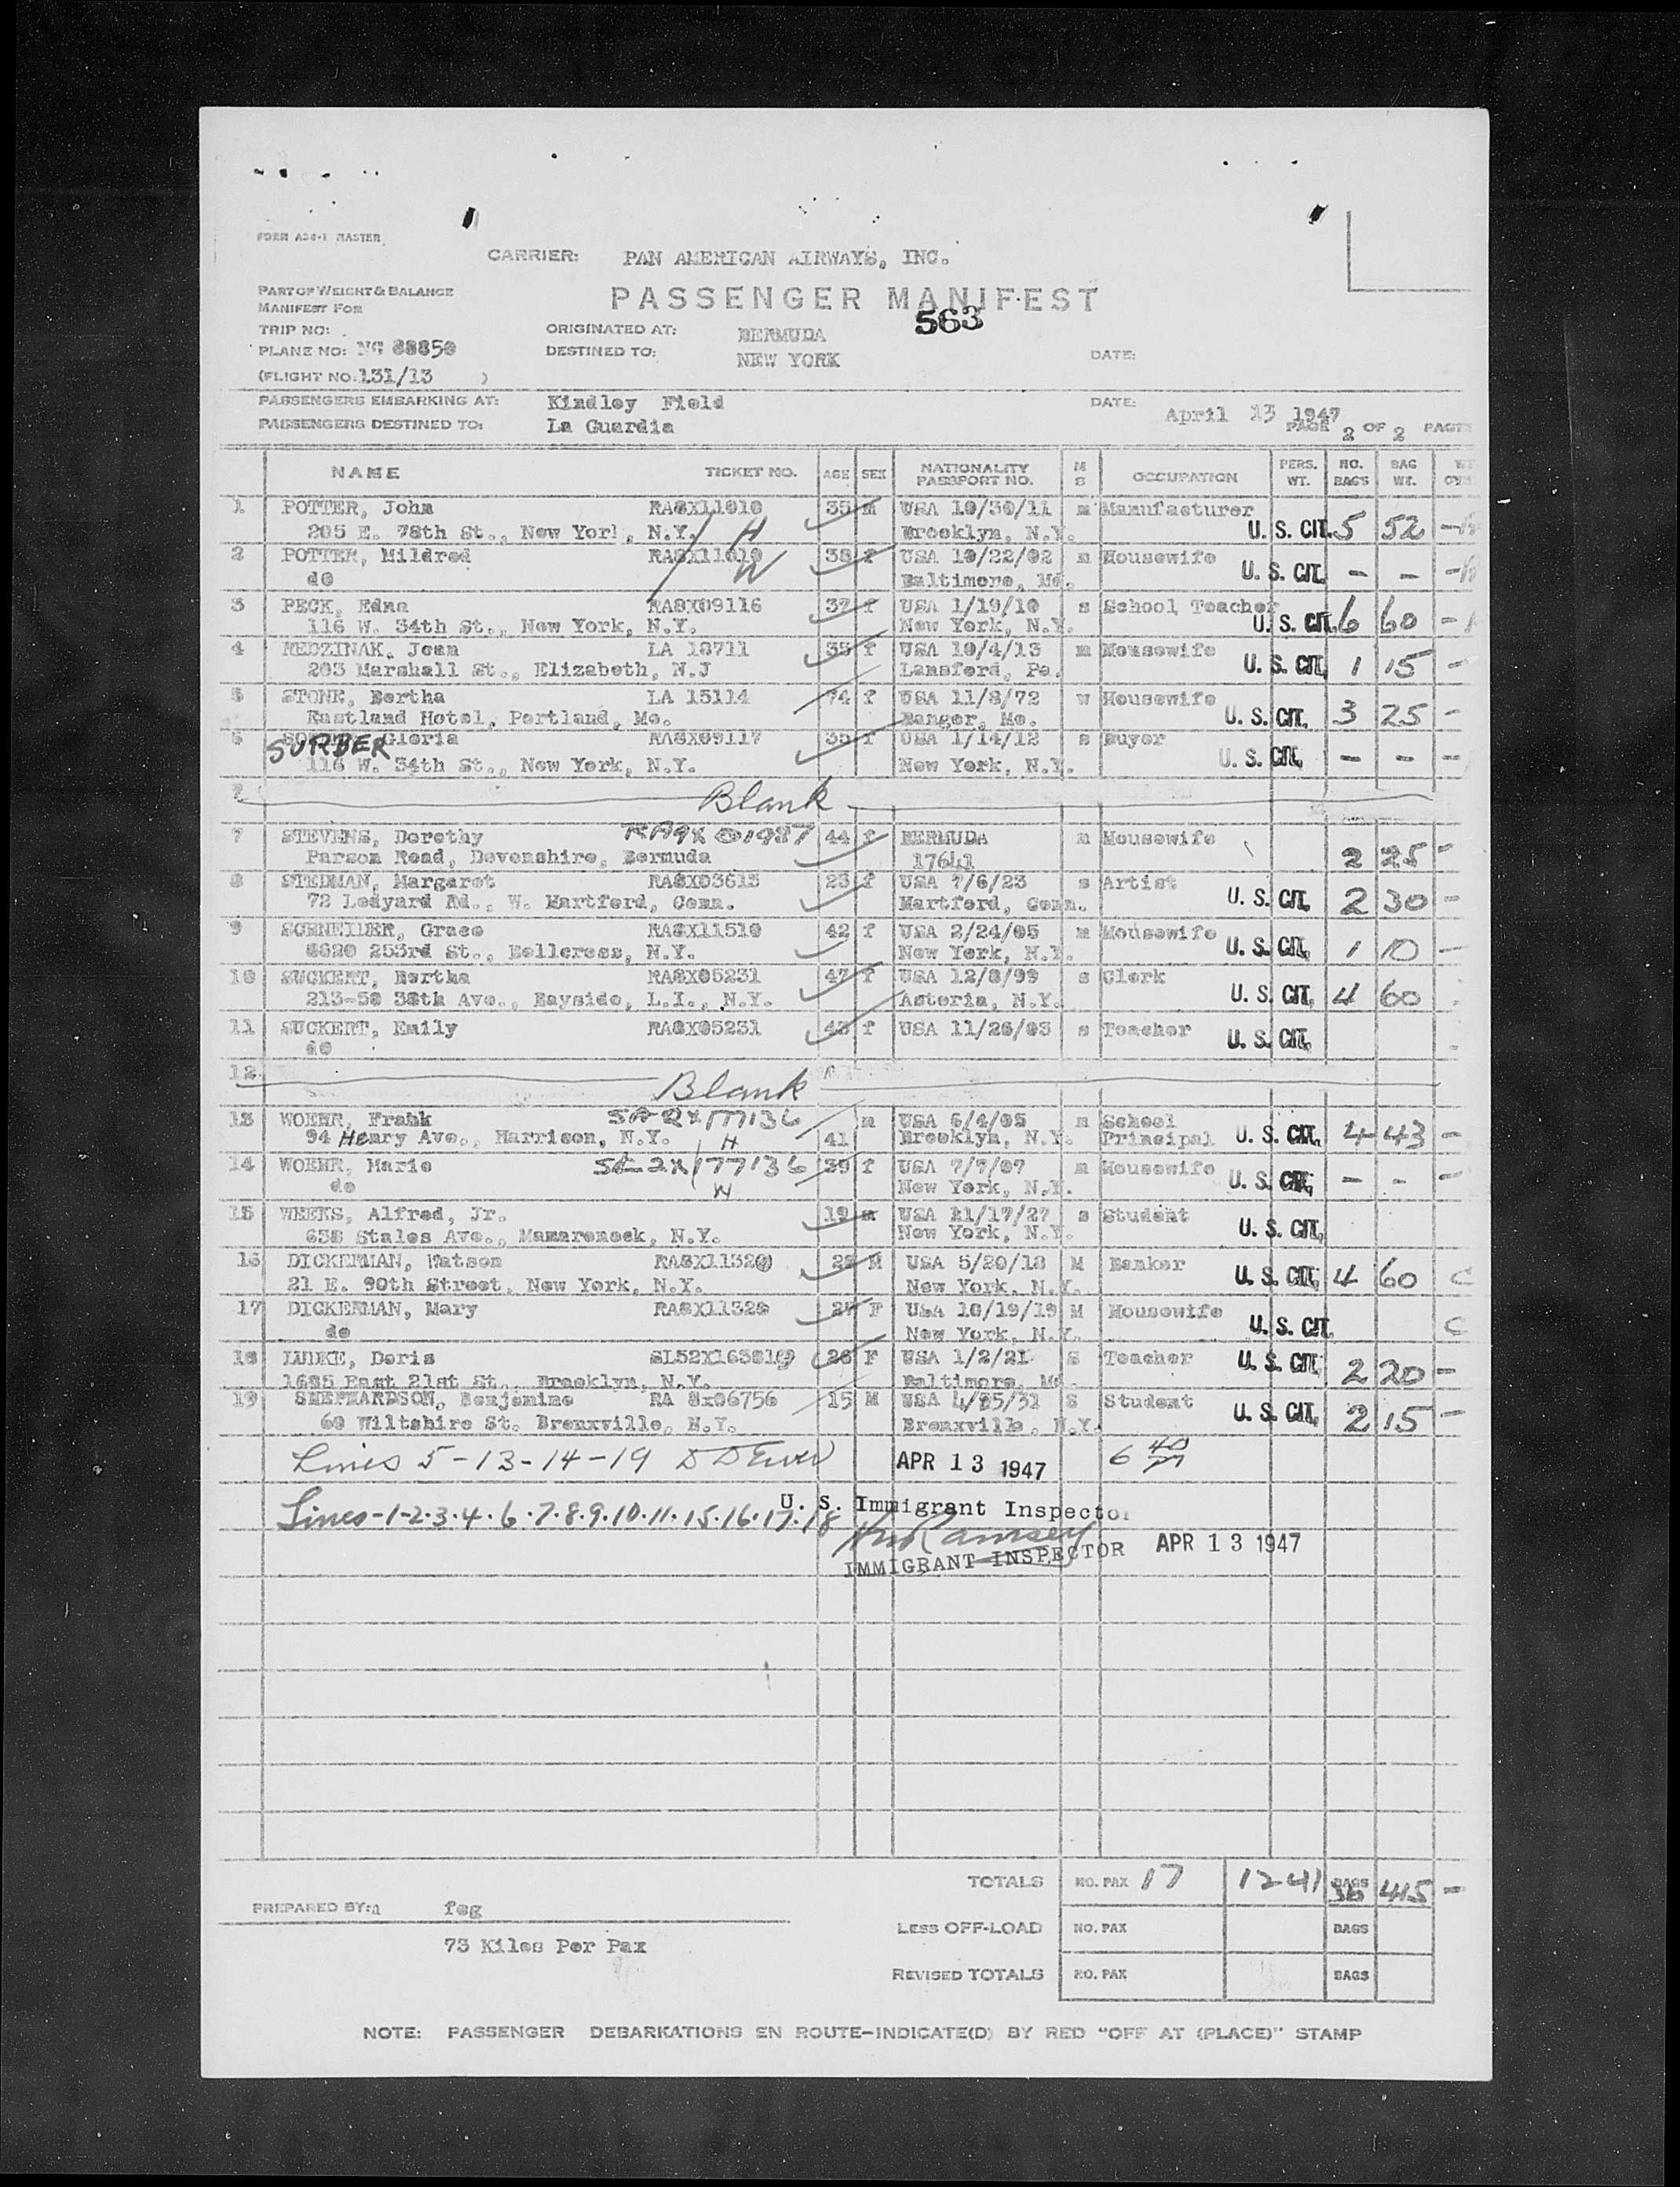 FORM A34-1 MASTER
CARRIER: PAN AMERICAN AIRWAYS, INC.
PART OF WEIGHT & BALANCE
MANIFEST FOR
PASSENGER MANIFEST
563
TRIP NO:
ORIGINATED AT: BERMUDA
PLANE NO: NC 88850
DESTINED TO: NEW YORK
DATE:
(FLIGHT NO. 131/13 )
PASSENGERS EMBARKING AT: Kindley Field
DATE: April 13 1947
PASSENGERS DESTINED TO: La Guardia
PAGE 2 OF 2 PAGES
NAME TICKET NO. AGE SEX NATIONALITY PASSPORT NO. M S OCCUPATION PERS. WT. NO. BAGS BAG WT.
1 POTTER, John RA8X11010 35 m USA 10/30/11 m Manufacturer
205 E. 78th St., New York, N.Y. H Brooklyn, N.Y. U. S. CIT. 5 52
2 POTTER, Mildred RA8X11010 38 f USA 10/22/02 m Housewife
do W Baltimore, Md. U. S. CIT. - -
3 PECK, Edna RA8X09116 37 f USA 1/19/10 s School Teacher
116 W. 34th St., New York, N.Y. New York, N.Y. U. S. CIT. 6 60
4 NEDZINAK, Jean LA 18711 35 f USA 10/4/13 m Housewife
203 Marshall St., Elizabeth, N.J Lansford, Pa. U. S. CIT. 1 15 -
5 STONE, Bertha LA 15114 74 f USA 11/8/72 w Housewife
Eastland Hotel, Portland, Me. Bangor, Me. U. S. CIT. 3 25 -
6 SURBER Gloria RA8X09117 35 f USA 1/14/12 s Buyer
116 W. 34th St., New York, N.Y. New York, N.Y. U. S. CIT. - - -
Blank
7 STEVENS, Dorothy RA9X01987 44 f BERMUDA m Housewife
Parson Road, Devonshire, Bermuda 17641 2 25 -
8 STEDMAN, Margaret RA8X03613 23 f USA 7/6/23 s Artist
72 Ledyard Rd., W. Hartford, Conn. Hartford, Conn. U. S. CIT. 2 30 -
9 SCHNEIDER, Grace RA8X11510 42 f USA 2/24/05 m Housewife
8620 253rd St., Bellcross, N.Y. New York, N.Y. U. S. CIT. 1 10 -
10 SUCKERT, Bertha RA8X05231 47 f USA 12/8/99 s Clerk
213-50 38th Ave., Bayside, L.I., N.Y. Astoria, N.Y. U. S. CIT. 4 60
11 SUCKERT, Emily RA8X05231 43 f USA 11/26/03 s Teacher
do U. S. CIT.
12 Blank
13 WOEHR, Frank m USA 6/4/05 m School
94 Henry Ave., Harrison, N.Y. H 41 Brooklyn, N.Y. Principal U. S. CIT. 4 43 -
14 WOEHR, Marie 177136 39 f USA 7/7/07 m Housewife
do W New York, N.Y. U. S. CIT. - - -
15 WEEKS, Alfred, Jr. 19 m USA 11/17/27 s Student
638 Stales Ave., Mamaroneck, N.Y. New York, N.Y. U. S. CIT.
16 DICKERMAN, Watson RA8X11320 28 M USA 5/20/18 M Banker
21 E. 90th Street, New York, N.Y. New York, N.Y. U. S. CIT. 4 60 C
17 DICKERMAN, Mary RA8X11320 27 F USA 10/19/19 M Housewife
do New York, N.Y. U. S. CIT. C
18 LUDKE, Doris 26 F USA 1/2/21 S Teacher
1685 East 21st St., Brooklyn, N.Y. Baltimore, Md. U. S. CIT. 2 20 -
19 SHEPHARDSON, Benjamine RA 8x06756 15 M USA 4/25/31 S Student
60 Wiltshire St. Bronxville, N.Y. Bronxville, N.Y. U. S. CIT. 2 15 -
Lines 5-13-14-19 APR 13 1947 6
Lines-1-2.3.4.6.7.8.9.10.11.15.16.17.18 U. S. Immigrant Inspector
Ramsey
IMMIGRANT INSPECTOR APR 13 1947
TOTALS NO. PAX 17 1241 BAGS 36 415 -
PREPARED BY: feg
LESS OFF-LOAD NO. PAX BAGS
73 Kilos Per Pax
REVISED TOTALS NO. PAX BAGS
NOTE: PASSENGER DEBARKATIONS EN ROUTE-INDICATE(D) BY RED "OFF AT (PLACE)" STAMP